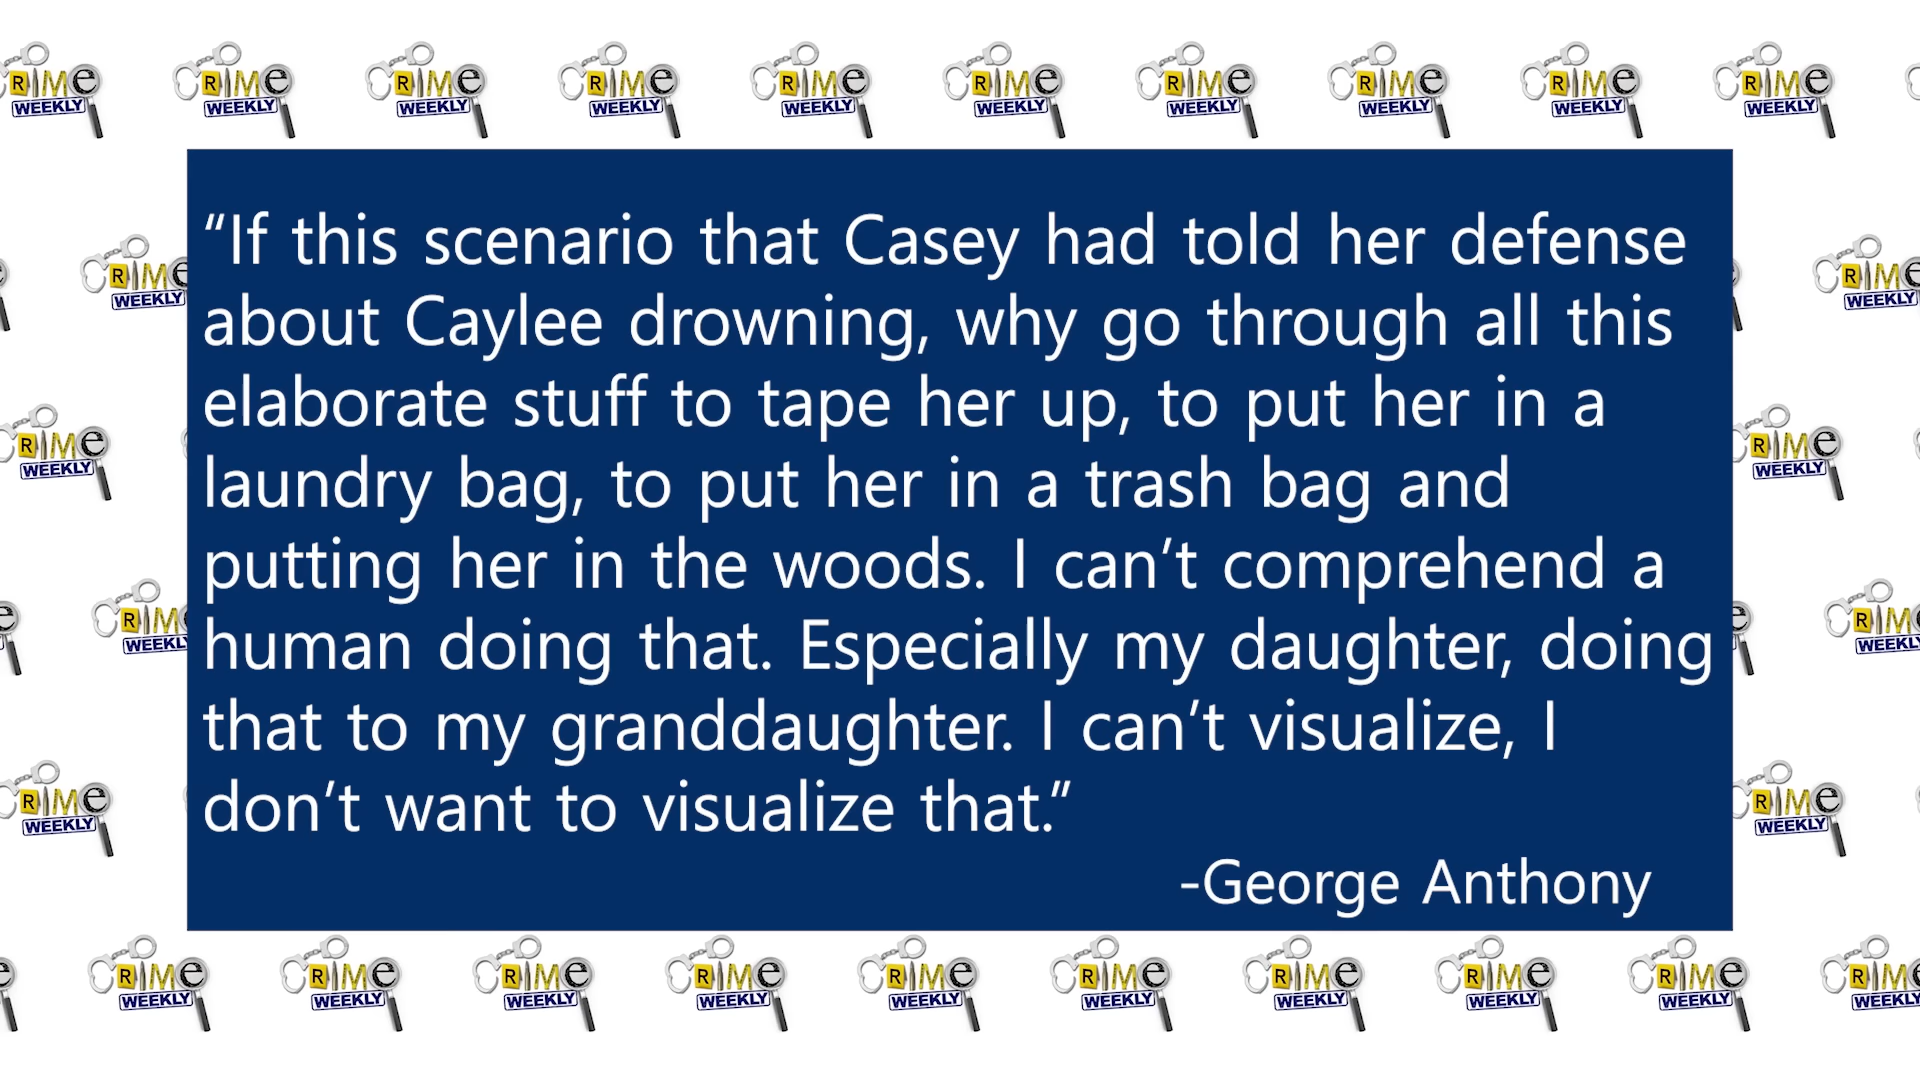 “If this scenario that Casey had told her defense
about Caylee drowning, why go through all this
elaborate stuff to tape her up, to put her in a
laundry bag, to put her in a trash bag and
putting her in the woods. I can’t comprehend a
human doing that. Especially my daughter, doing
that to my granddaughter. I can’t visualize, I
don’t want to visualize that.”
-George Anthony
CRIME WEEKLY